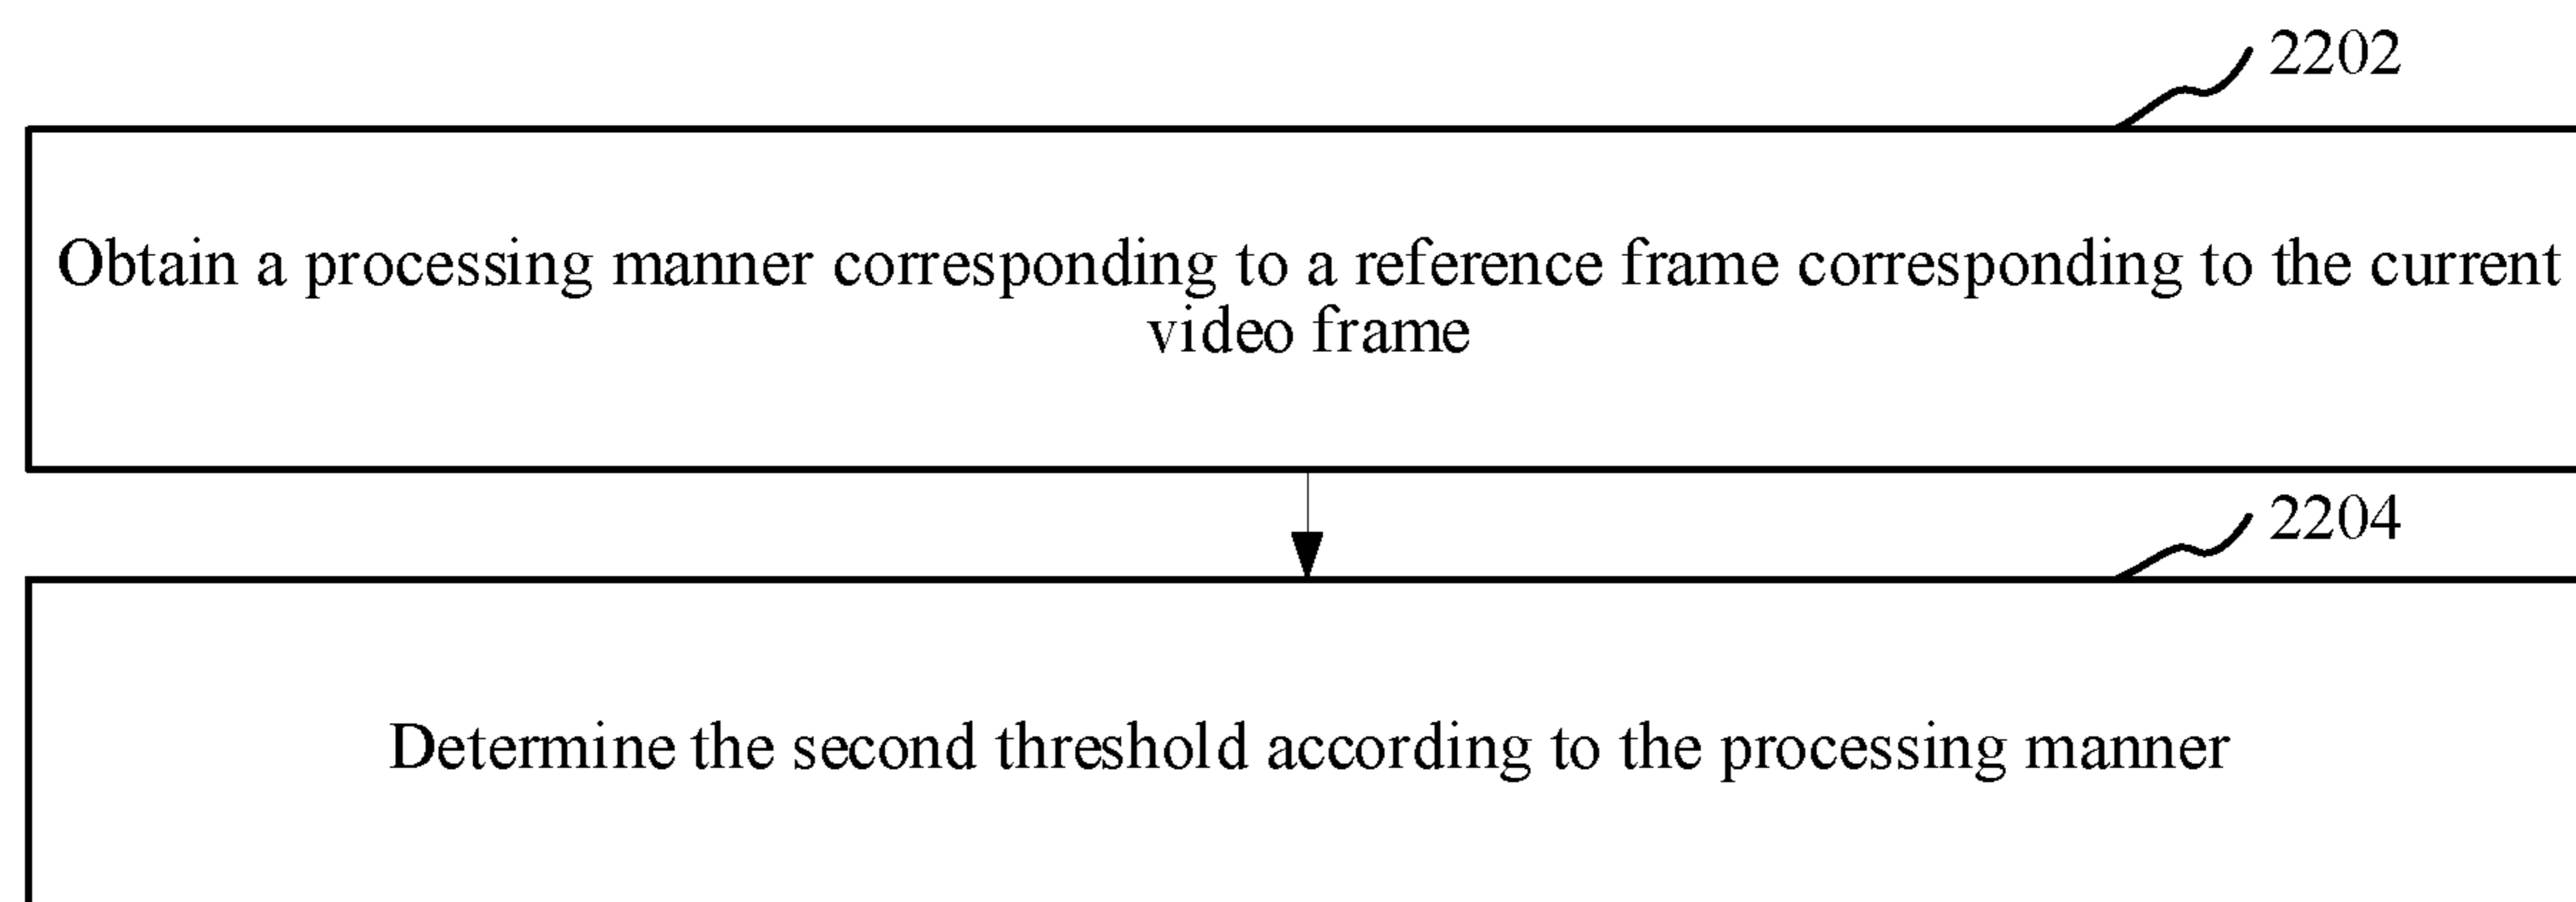 2202
Obtain a processing manner corresponding to a reference frame corresponding to the current
video frame
2204
Determine the second threshold according to the processing manner